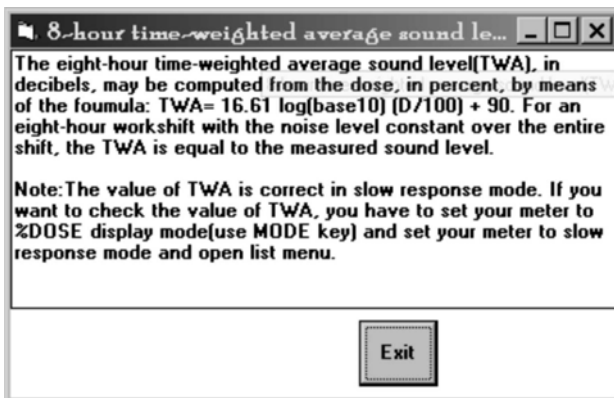 8-hour time-weighted average sound le...
The eight-hour time-weighted average sound level(TWA), in
decibels, may be computed from the dose, in percent, by means
of the foumula: TWA= 16.61 log(base10) (D/100) + 90. For an
eight-hour workshift with the noise level constant over the entire
shift, the TWA is equal to the measured sound level.
Note:The value of TWA is correct in slow response mode. If you
want to check the value of TWA, you have to set your meter to
%DOSE display mode(use MODE key) and set your meter to slow
response mode and open list menu.
Exit